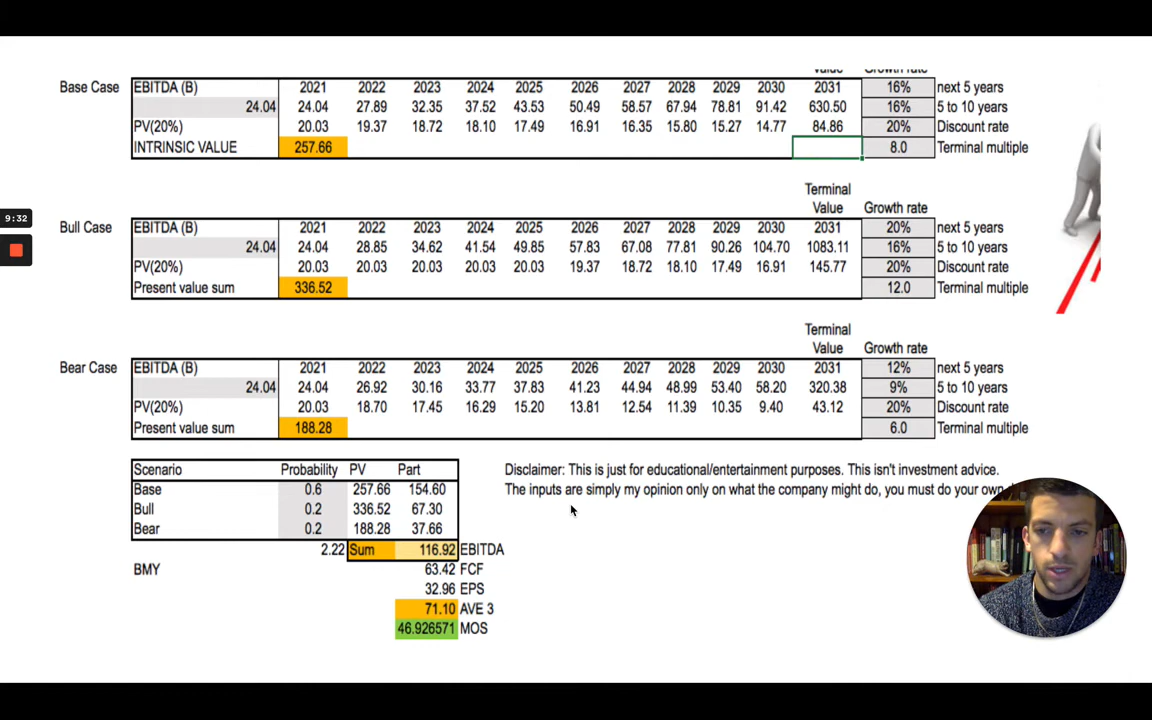 Value Growth rate
Base Case EBITDA (B) 2021 2022 2023 2024 2025 2026 2027 2028 2029 2030 2031 16% next 5 years
24.04 24.04 27.89 32.35 37.52 43.53 50.49 58.57 67.94 78.81 91.42 630.50 16% 5 to 10 years
PV(20%) 20.03 19.37 18.72 18.10 17.49 16.91 16.35 15.80 15.27 14.77 84.86 20% Discount rate
INTRINSIC VALUE 257.66 8.0 Terminal multiple
Terminal
Value Growth rate
9:32
Bull Case EBITDA (B) 2021 2022 2023 2024 2025 2026 2027 2028 2029 2030 2031 20% next 5 years
24.04 24.04 28.85 34.62 41.54 49.85 57.83 67.08 77.81 90.26 104.70 1083.11 16% 5 to 10 years
PV(20%) 20.03 20.03 20.03 20.03 20.03 19.37 18.72 18.10 17.49 16.91 145.77 20% Discount rate
Present value sum 336.52 12.0 Terminal multiple
Terminal
Value Growth rate
Bear Case EBITDA (B) 2021 2022 2023 2024 2025 2026 2027 2028 2029 2030 2031 12% next 5 years
24.04 24.04 26.92 30.16 33.77 37.83 41.23 44.94 48.99 53.40 58.20 320.38 9% 5 to 10 years
PV(20%) 20.03 18.70 17.45 16.29 15.20 13.81 12.54 11.39 10.35 9.40 43.12 20% Discount rate
Present value sum 188.28 6.0 Terminal multiple
Scenario Probability PV Part
Base 0.6 257.66 154.60
Bull 0.2 336.52 67.30
Bear 0.2 188.28 37.66
2.22 Sum 116.92 EBITDA
BMY 63.42 FCF
32.96 EPS
71.10 AVE 3
46.926571 MOS
Disclaimer: This is just for educational/entertainment purposes. This isn't investment advice.
The inputs are simply my opinion only on what the company might do, you must do your own